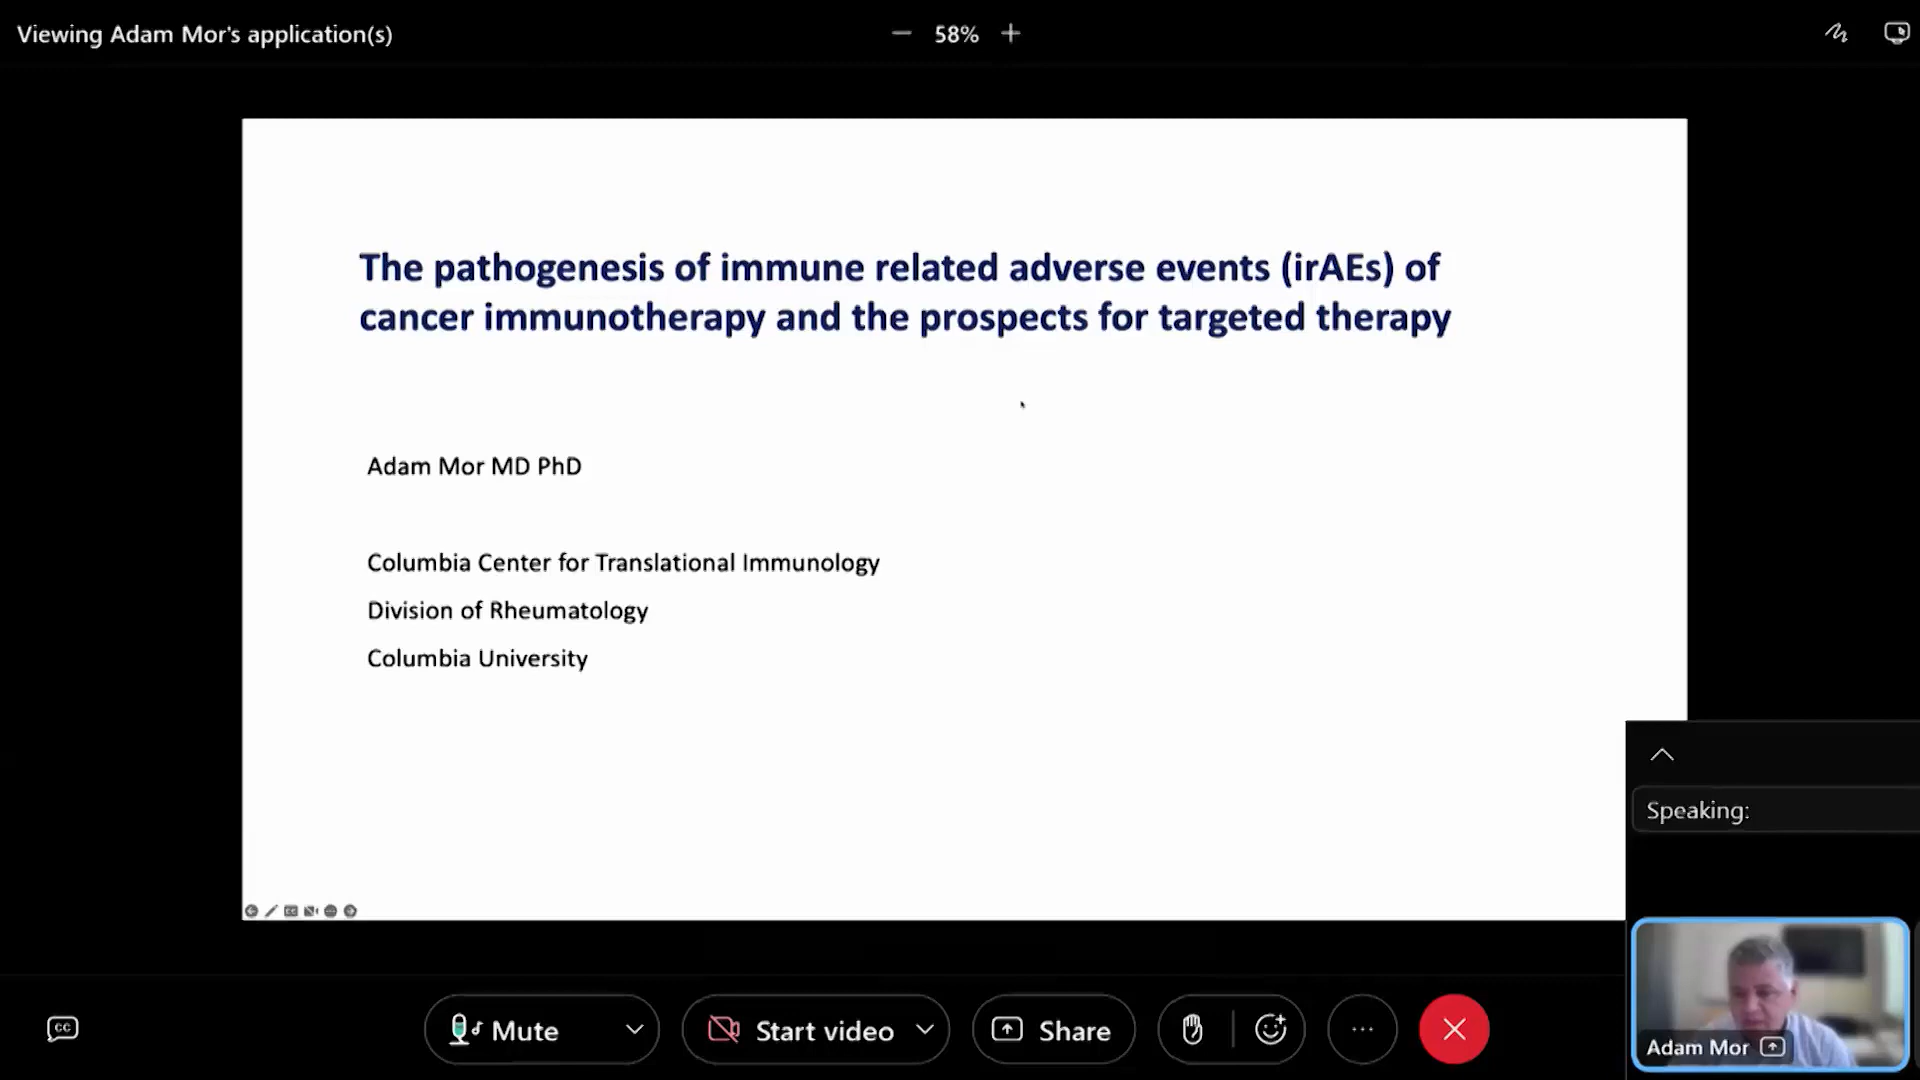 Viewing Adam Mor's application(s)
58%
The pathogenesis of immune related adverse events (irAEs) of
cancer immunotherapy and the prospects for targeted therapy
Adam Mor MD PhD
Columbia Center for Translational Immunology
Division of Rheumatology
Columbia University
Speaking:
Adam Mor
CC
Mute
Start video
Share